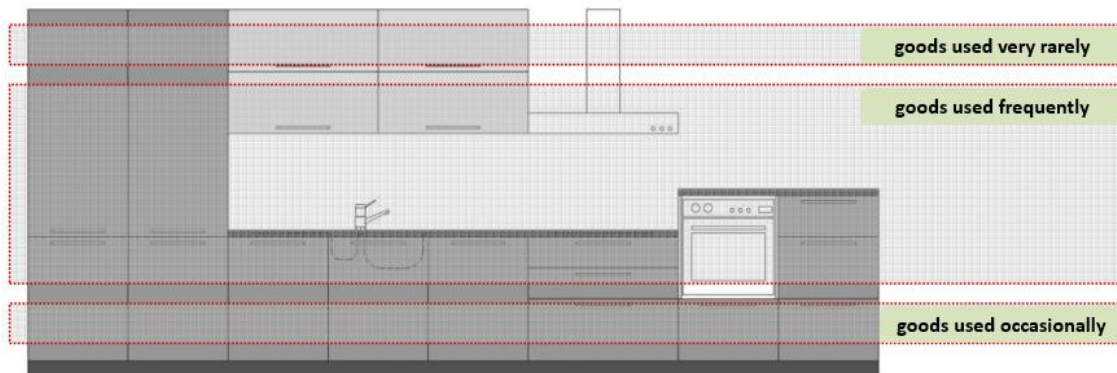 goods used very rarely
goods used frequently
goods used occasionally